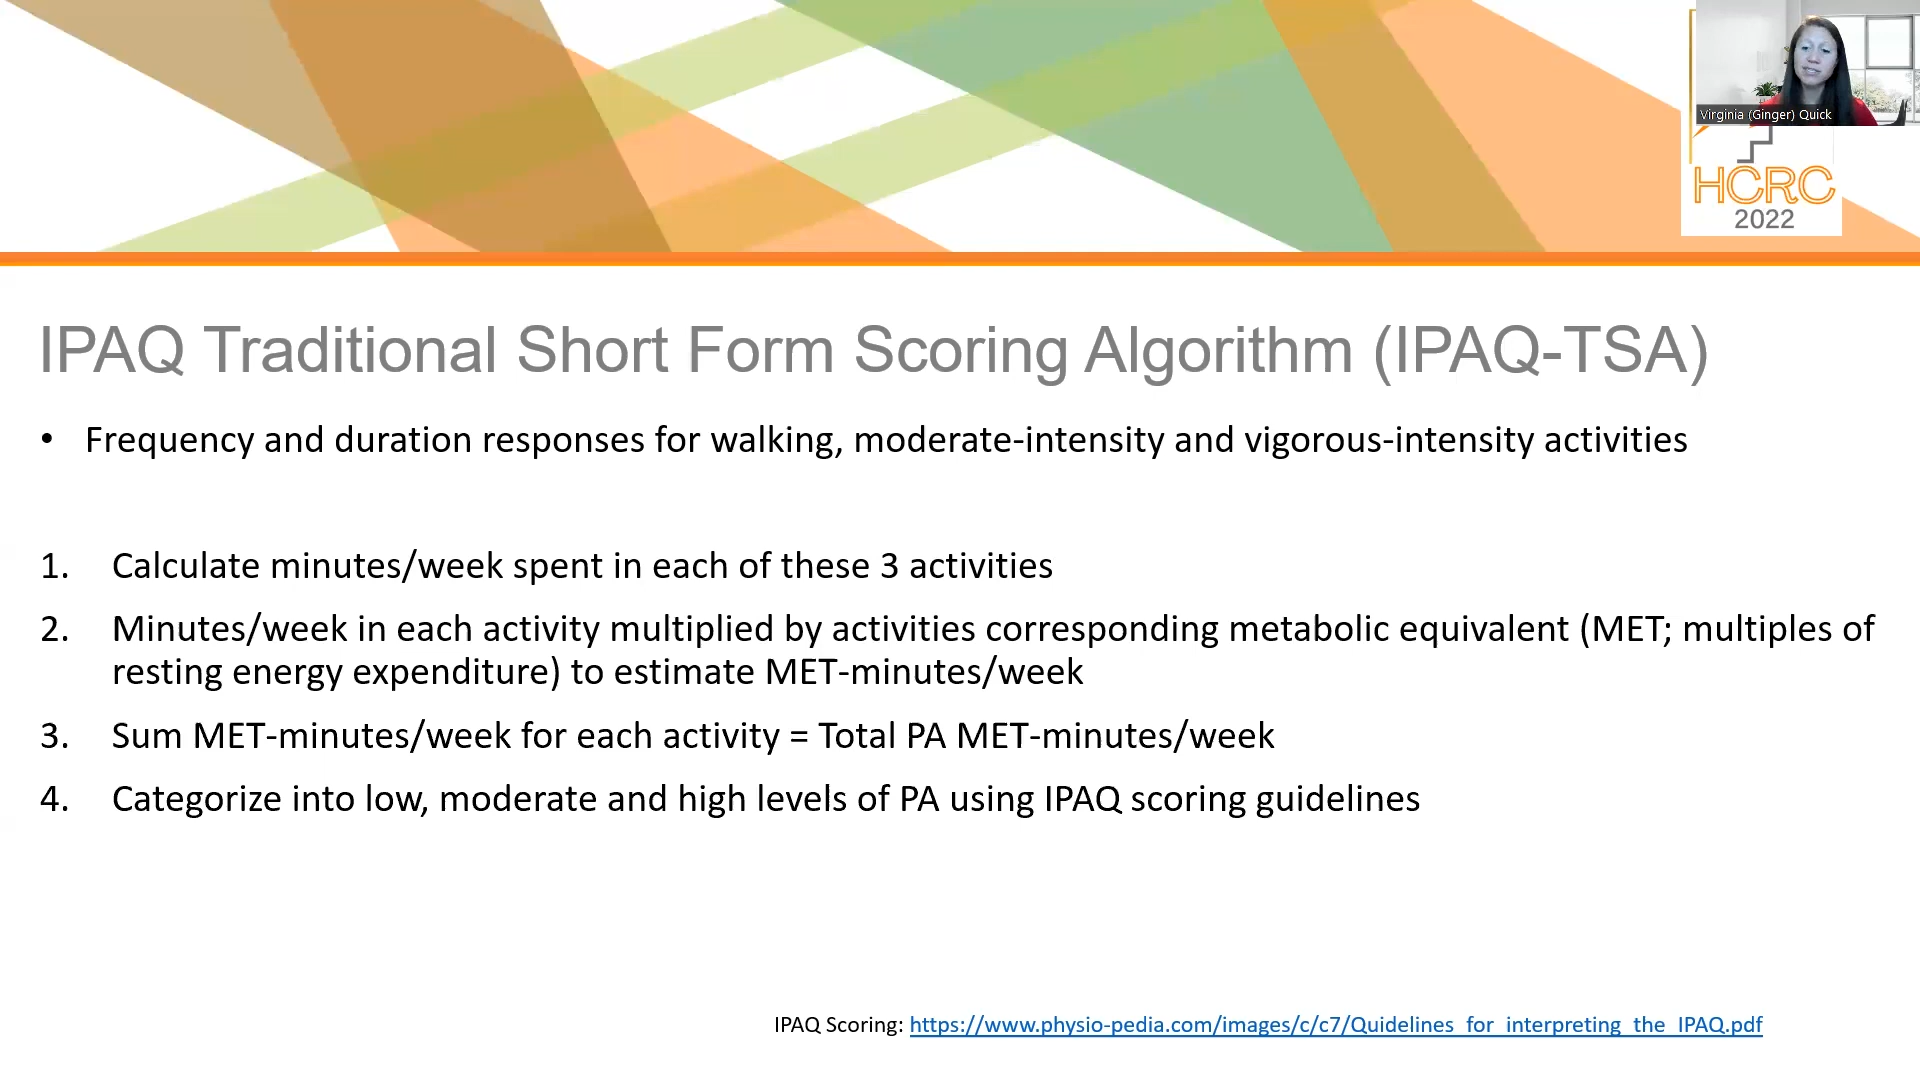 Virginia (Ginger) Quick
HCRC
2022
IPAQ Traditional Short Form Scoring Algorithm (IPAQ-TSA)
• Frequency and duration responses for walking, moderate-intensity and vigorous-intensity activities
1. Calculate minutes/week spent in each of these 3 activities
2. Minutes/week in each activity multiplied by activities corresponding metabolic equivalent (MET; multiples of
resting energy expenditure) to estimate MET-minutes/week
3. Sum MET-minutes/week for each activity = Total PA MET-minutes/week
4. Categorize into low, moderate and high levels of PA using IPAQ scoring guidelines
IPAQ Scoring: https://www.physio-pedia.com/images/c/c7/Quidelines_for_interpreting_the_IPAQ.pdf